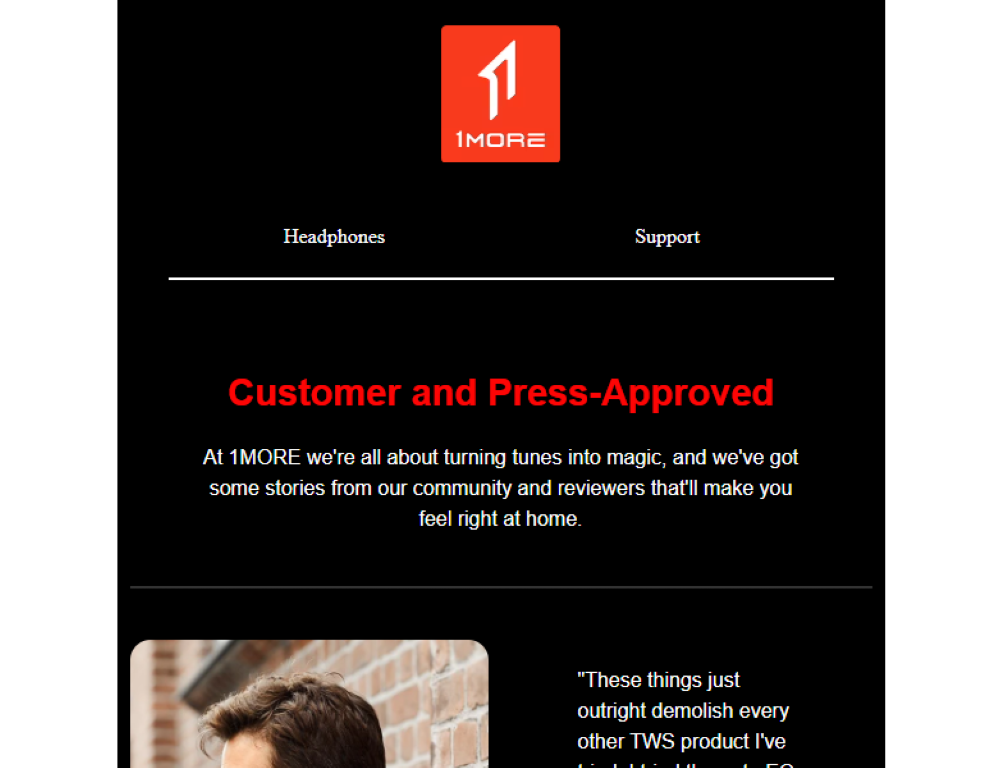 1MORE
Headphones
Support
Customer and Press-Approved
At 1MORE we're all about turning tunes into magic, and we've got
some stories from our community and reviewers that'll make you
feel right at home.
"These things just
outright demolish every
other TWS product I've